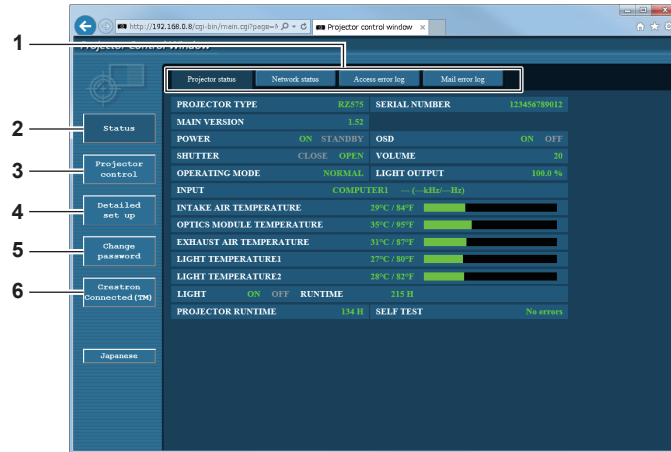 http://192.168.0.8/cgi-bin/main.cgi?page=
Projector control window
Projector Control Window
1
Projector status Network status Access error log Mail error log
PROJECTOR TYPE RZ575 SERIAL NUMBER 123456789012
MAIN VERSION 1.52
2 Status
POWER ON STANDBY OSD ON OFF
SHUTTER CLOSE OPEN VOLUME 20
3 Projector control
OPERATING MODE NORMAL LIGHT OUTPUT 100.0 %
INPUT COMPUTER1 --- (---kHz/---Hz)
4 Detailed set up
INTAKE AIR TEMPERATURE 29°C / 84°F
OPTICS MODULE TEMPERATURE 35°C / 95°F
5 Change password
EXHAUST AIR TEMPERATURE 31°C / 87°F
LIGHT TEMPERATURE1 27°C / 80°F
LIGHT TEMPERATURE2 28°C / 82°F
6 Crestron Connected(TM)
LIGHT ON OFF RUNTIME 215 H
PROJECTOR RUNTIME 134 H SELF TEST No errors
Japanese